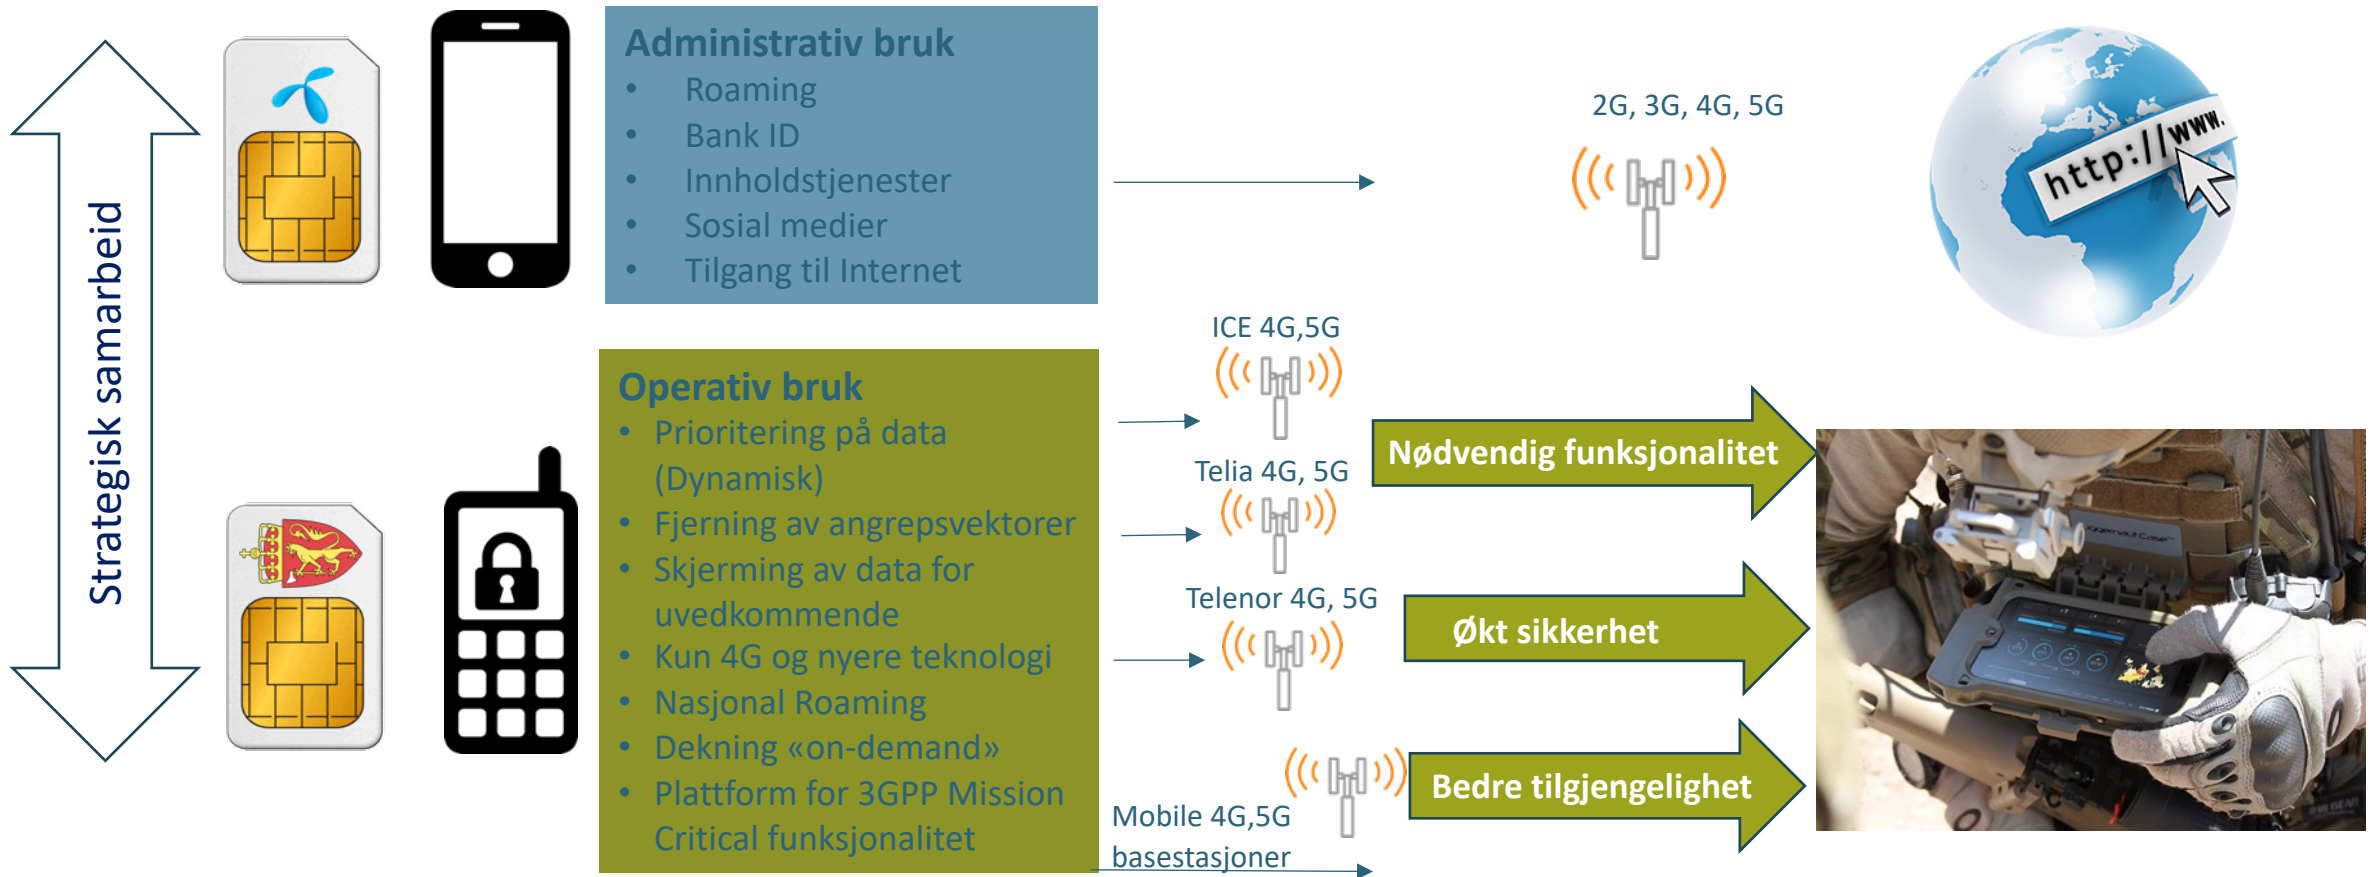 Strategisk samarbeid
Administrativ bruk
• Roaming
• Bank ID
• Innholdstjenester
• Sosial medier
• Tilgang til Internet
2G, 3G, 4G, 5G
http://www.
Operativ bruk
• Prioritering på data
(Dynamisk)
• Fjerning av angrepsvektorer
• Skjerming av data for
uvedkommende
• Kun 4G og nyere teknologi
• Nasjonal Roaming
• Dekning «on-demand»
• Plattform for 3GPP Mission
Critical funksjonalitet
ICE 4G,5G
Telia 4G, 5G
Telenor 4G, 5G
Mobile 4G,5G
basestasjoner
Nødvendig funksjonalitet
Økt sikkerhet
Bedre tilgjengelighet